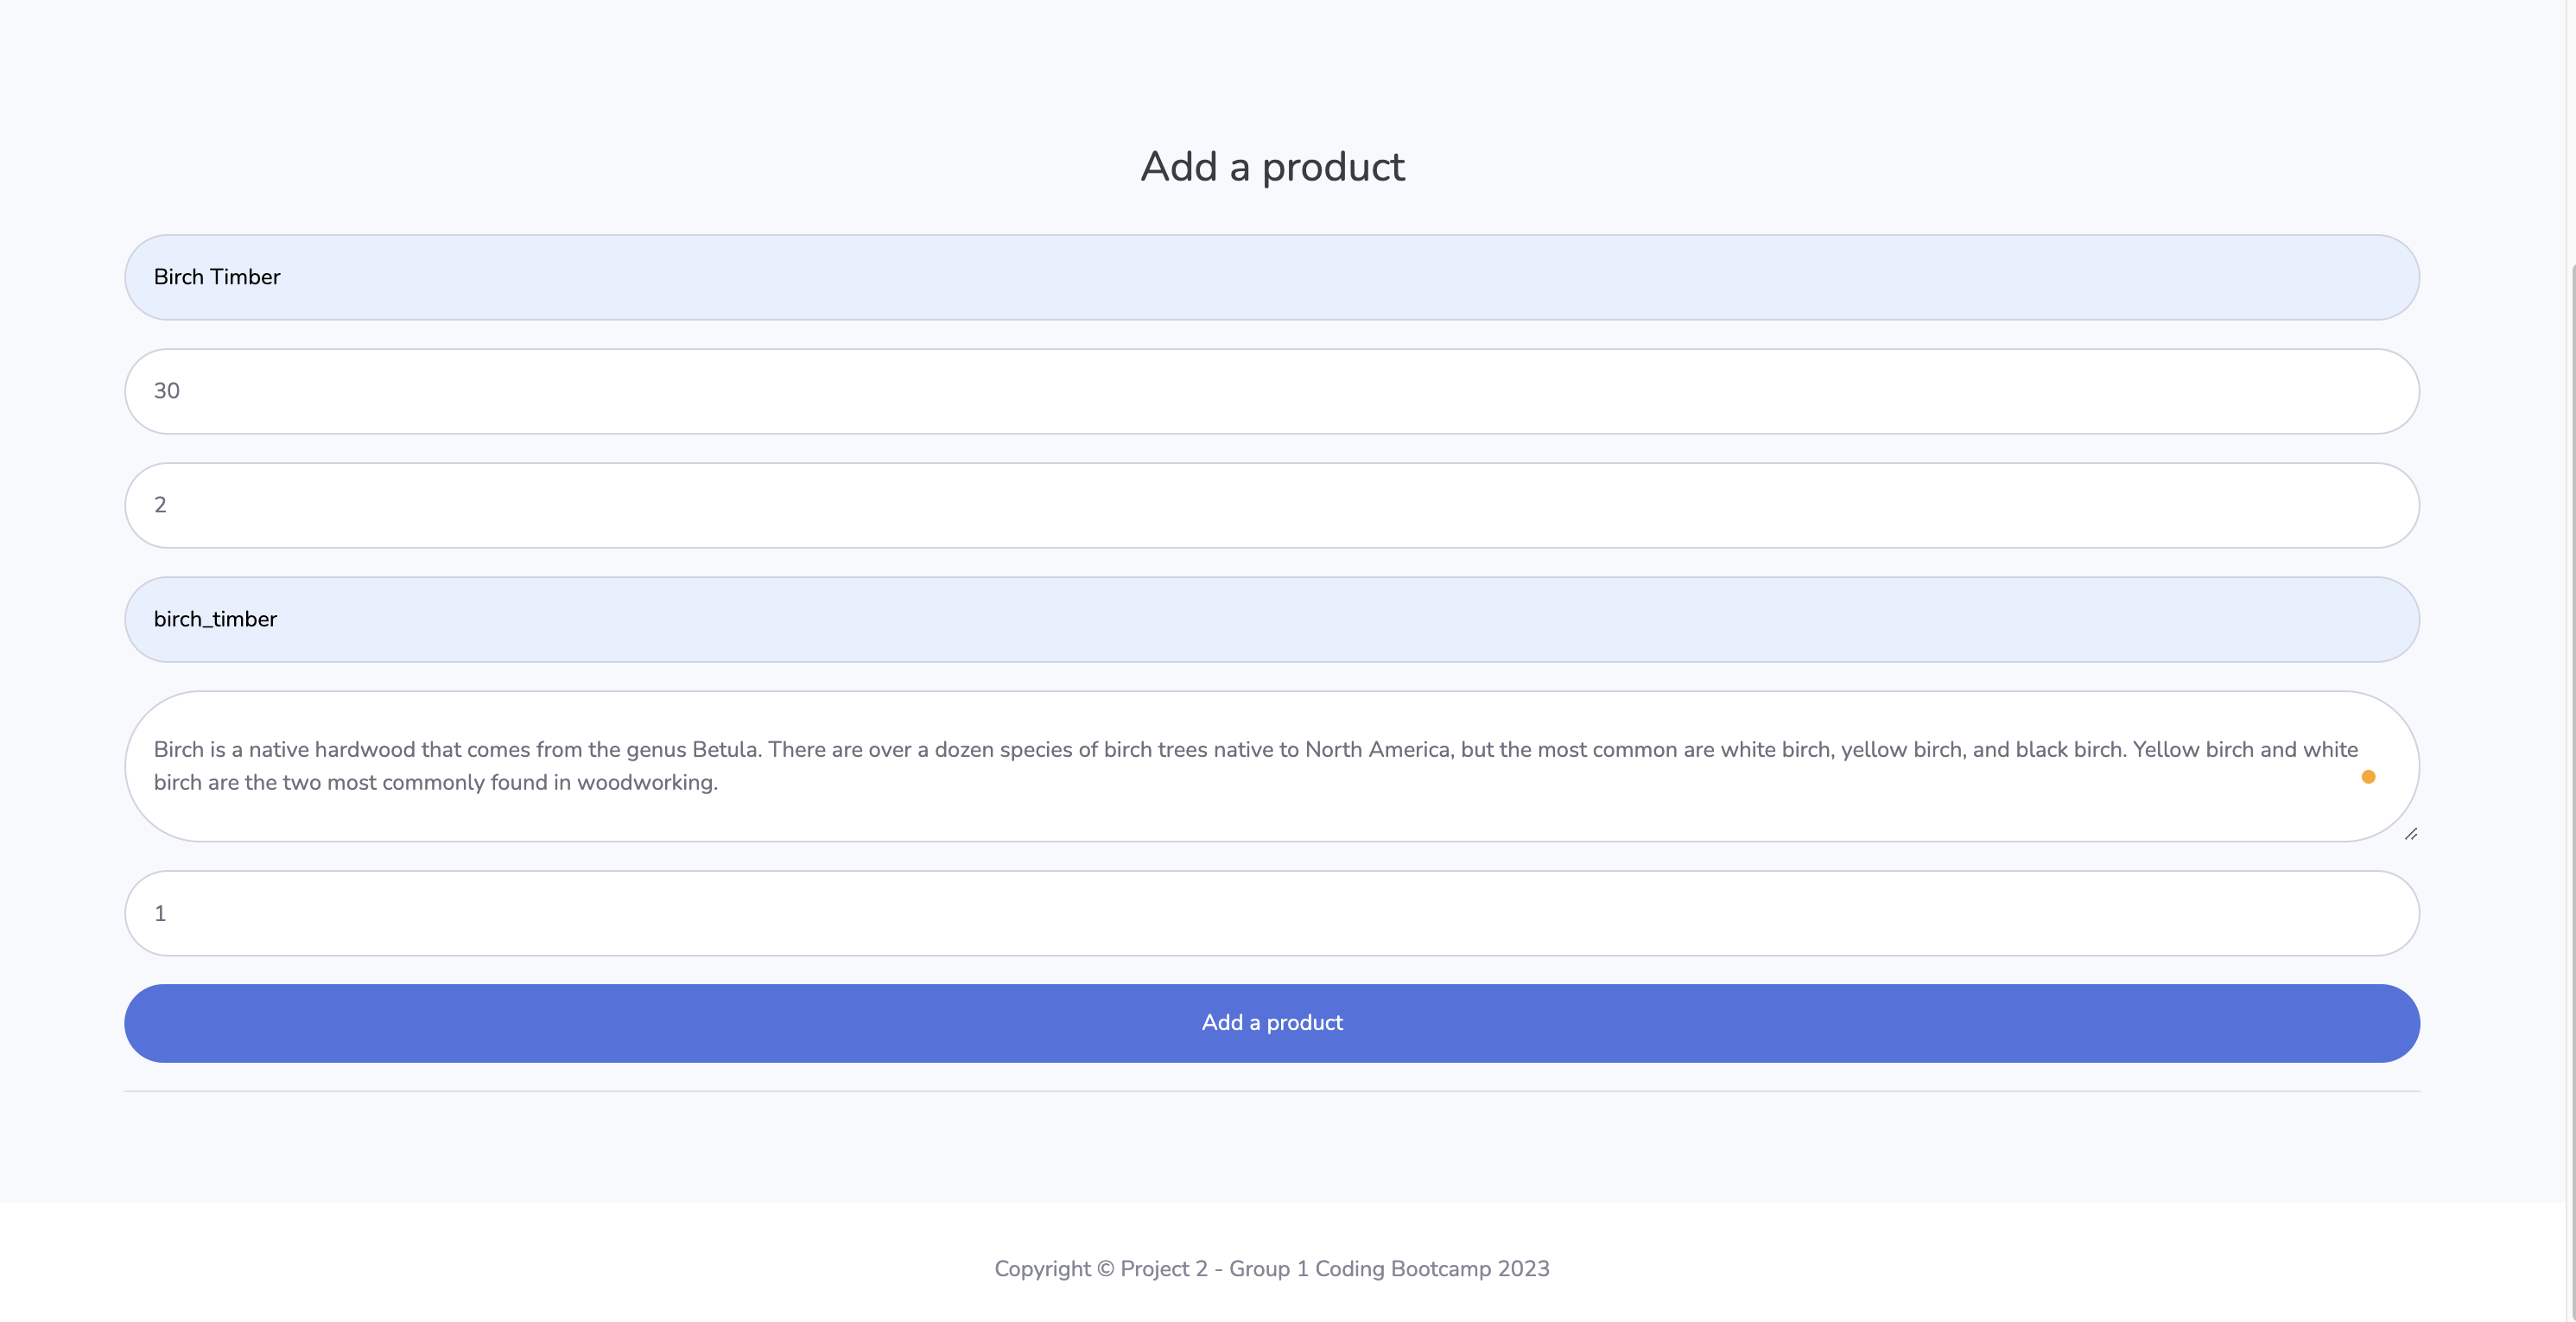 Add a product
Birch Timber
30
2
birch_timber
Birch is a native hardwood that comes from the genus Betula. There are over a dozen species of birch trees native to North America, but the most common are white birch, yellow birch, and black birch. Yellow birch and white
birch are the two most commonly found in woodworking.
1
Add a product
Copyright © Project 2 - Group 1 Coding Bootcamp 2023